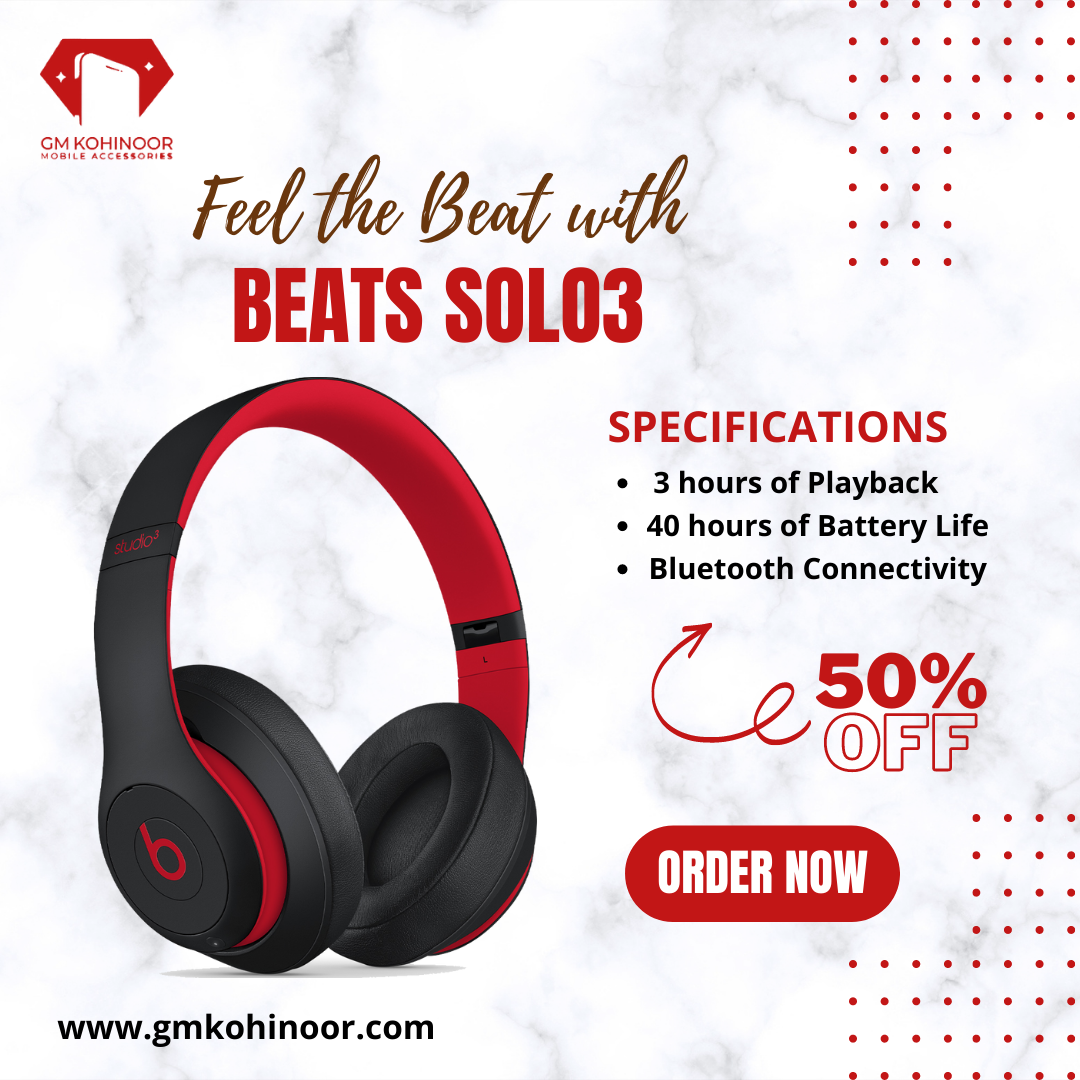 GM KOHINOOR
MOBILE ACCESSORIES
Feel the Beat with
BEATS SOLO3
SPECIFICATIONS
• 3 hours of Playback
• 40 hours of Battery Life
• Bluetooth Connectivity
studio³
L
50%
OFF
b
ORDER NOW
www.gmkohinoor.com